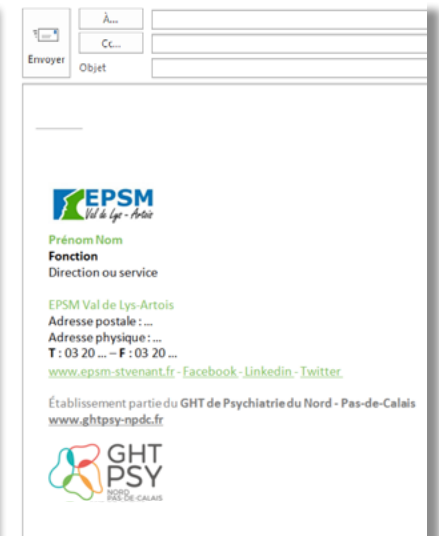 À...
Cc...
Envoyer
Objet
EPSM
Val de Lys - Artois
Prénom Nom
Fonction
Direction ou service
EPSM Val de Lys-Artois
Adresse postale : ...
Adresse physique : ...
T : 03 20 ... – F : 03 20 ...
www.epsm-stvenant.fr - Facebook - Linkedin - Twitter
Établissement partie du GHT de Psychiatrie du Nord - Pas-de-Calais
www.ghtpsy-npdc.fr
GHT
PSY
NORD
PAS-DE-CALAIS